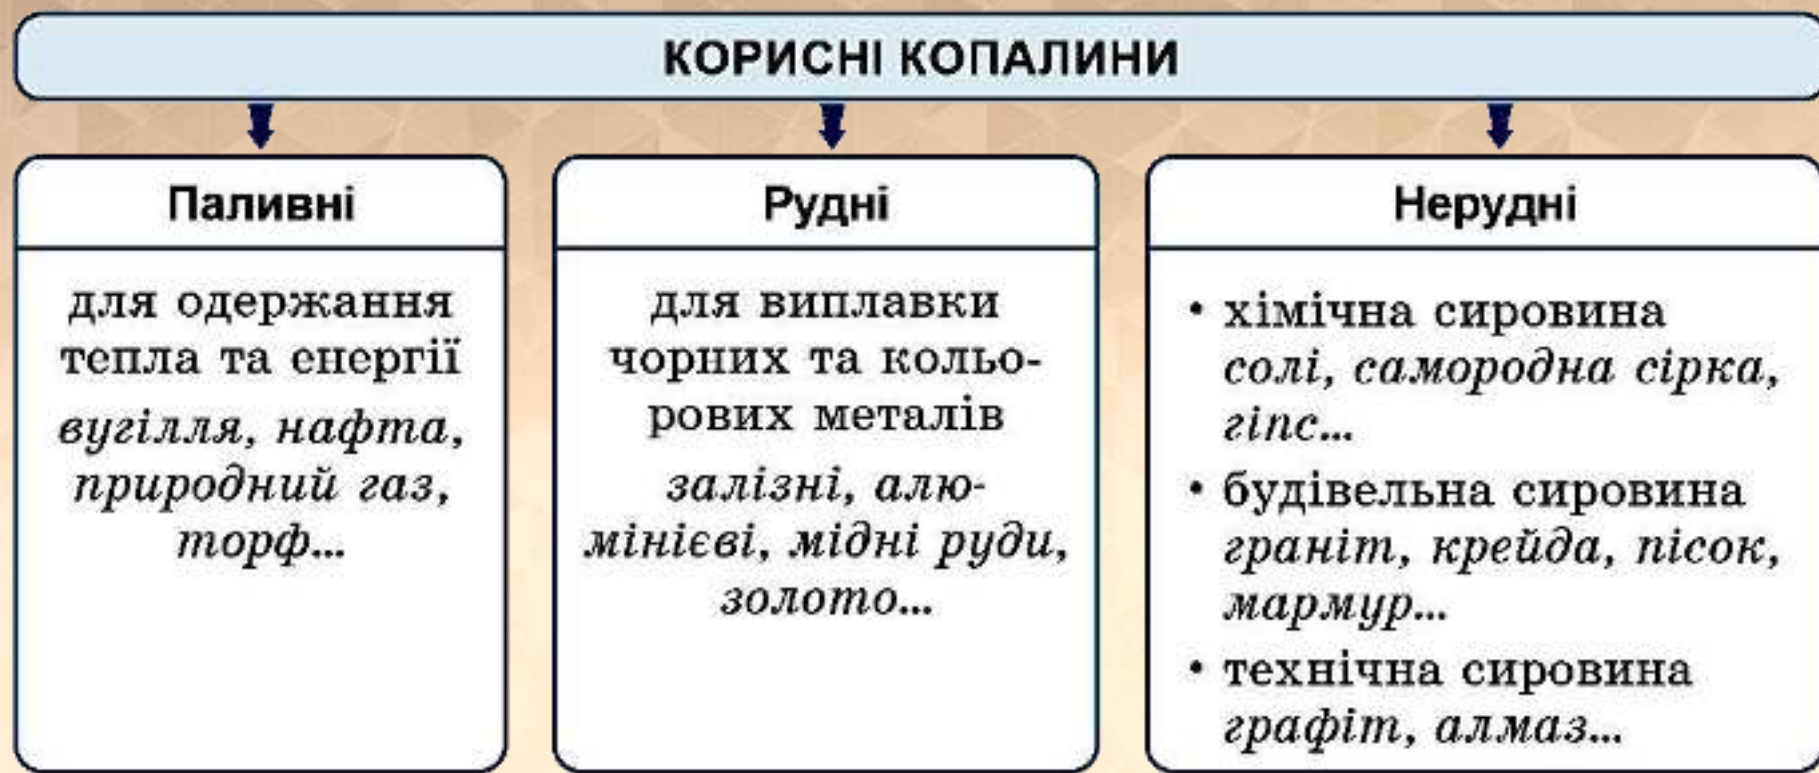 КОРИСНІ КОПАЛИНИ
Паливні
для одержання
тепла та енергії
вугілля, нафта,
природний газ,
торф...
Рудні
для виплавки
чорних та кольо-
рових металів
залізні, алю-
мінієві, мідні руди,
золото...
Нерудні
• хімічна сировина
солі, самородна сірка,
гіпс...
• будівельна сировина
граніт, крейда, пісок,
мармур...
• технічна сировина
графіт, алмаз...